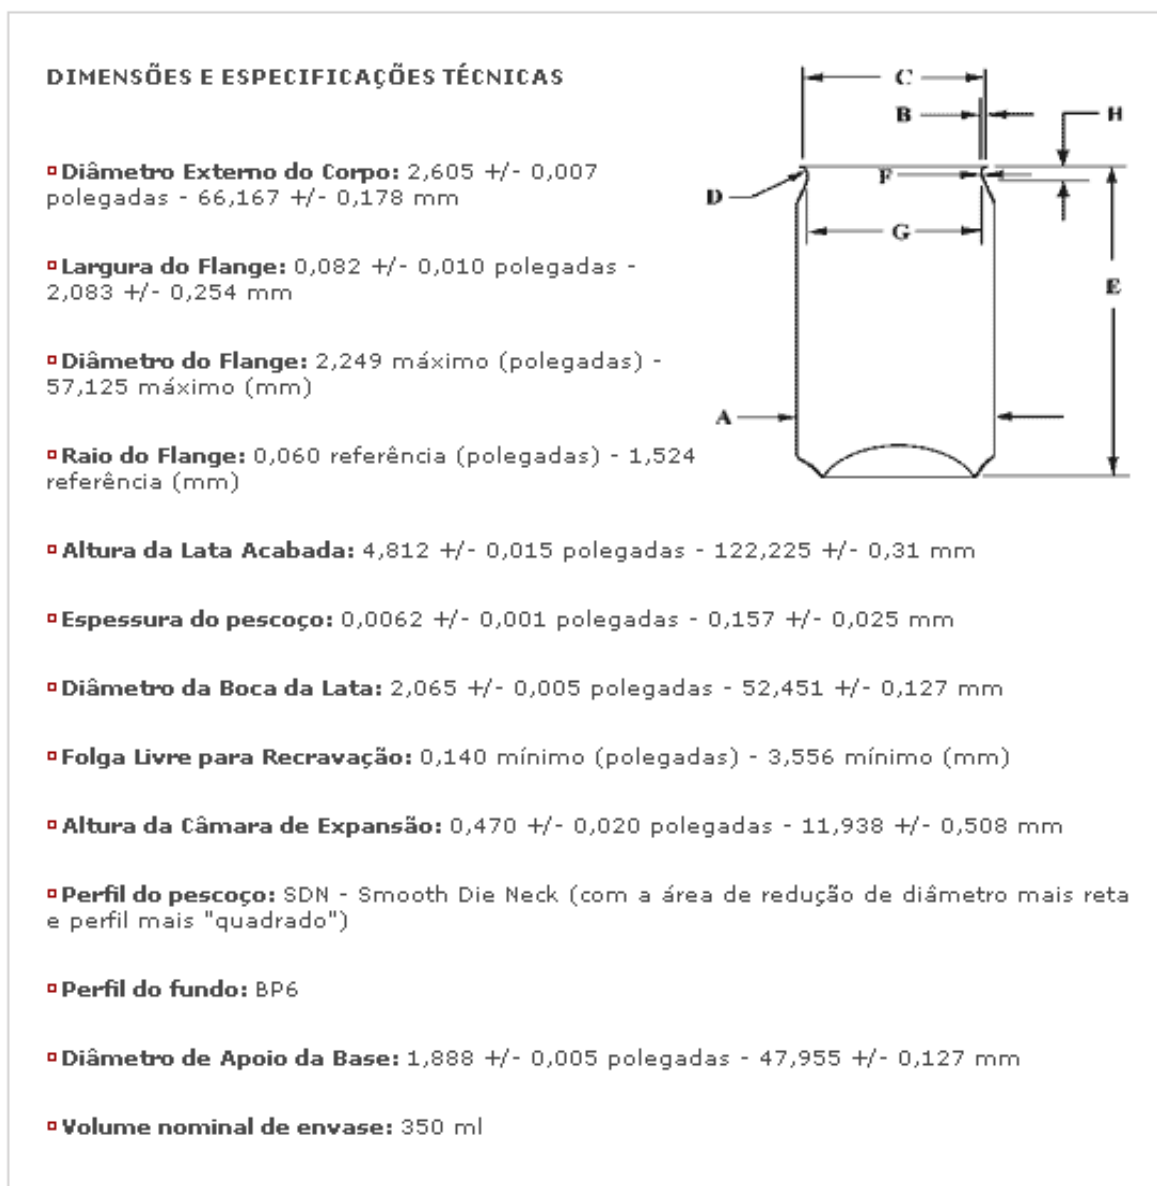 DIMENSÕES E ESPECIFICAÇÕES TÉCNICAS
C
B
H
Diâmetro Externo do Corpo: 2,605 +/- 0,007
polegadas - 66,167 +/- 0,178 mm
F
D
G
Largura do Flange: 0,082 +/- 0,010 polegadas -
2,083 +/- 0,254 mm
E
Diâmetro do Flange: 2,249 máximo (polegadas) -
57,125 máximo (mm)
A
Raio do Flange: 0,060 referência (polegadas) - 1,524
referência (mm)
Altura da Lata Acabada: 4,812 +/- 0,015 polegadas - 122,225 +/- 0,31 mm
Espessura do pescoço: 0,0062 +/- 0,001 polegadas - 0,157 +/- 0,025 mm
Diâmetro da Boca da Lata: 2,065 +/- 0,005 polegadas - 52,451 +/- 0,127 mm
Folga Livre para Recravação: 0,140 mínimo (polegadas) - 3,556 mínimo (mm)
Altura da Câmara de Expansão: 0,470 +/- 0,020 polegadas - 11,938 +/- 0,508 mm
Perfil do pescoço: SDN - Smooth Die Neck (com a área de redução de diâmetro mais reta
e perfil mais "quadrado")
Perfil do fundo: BP6
Diâmetro de Apoio da Base: 1,888 +/- 0,005 polegadas - 47,955 +/- 0,127 mm
Volume nominal de envase: 350 ml